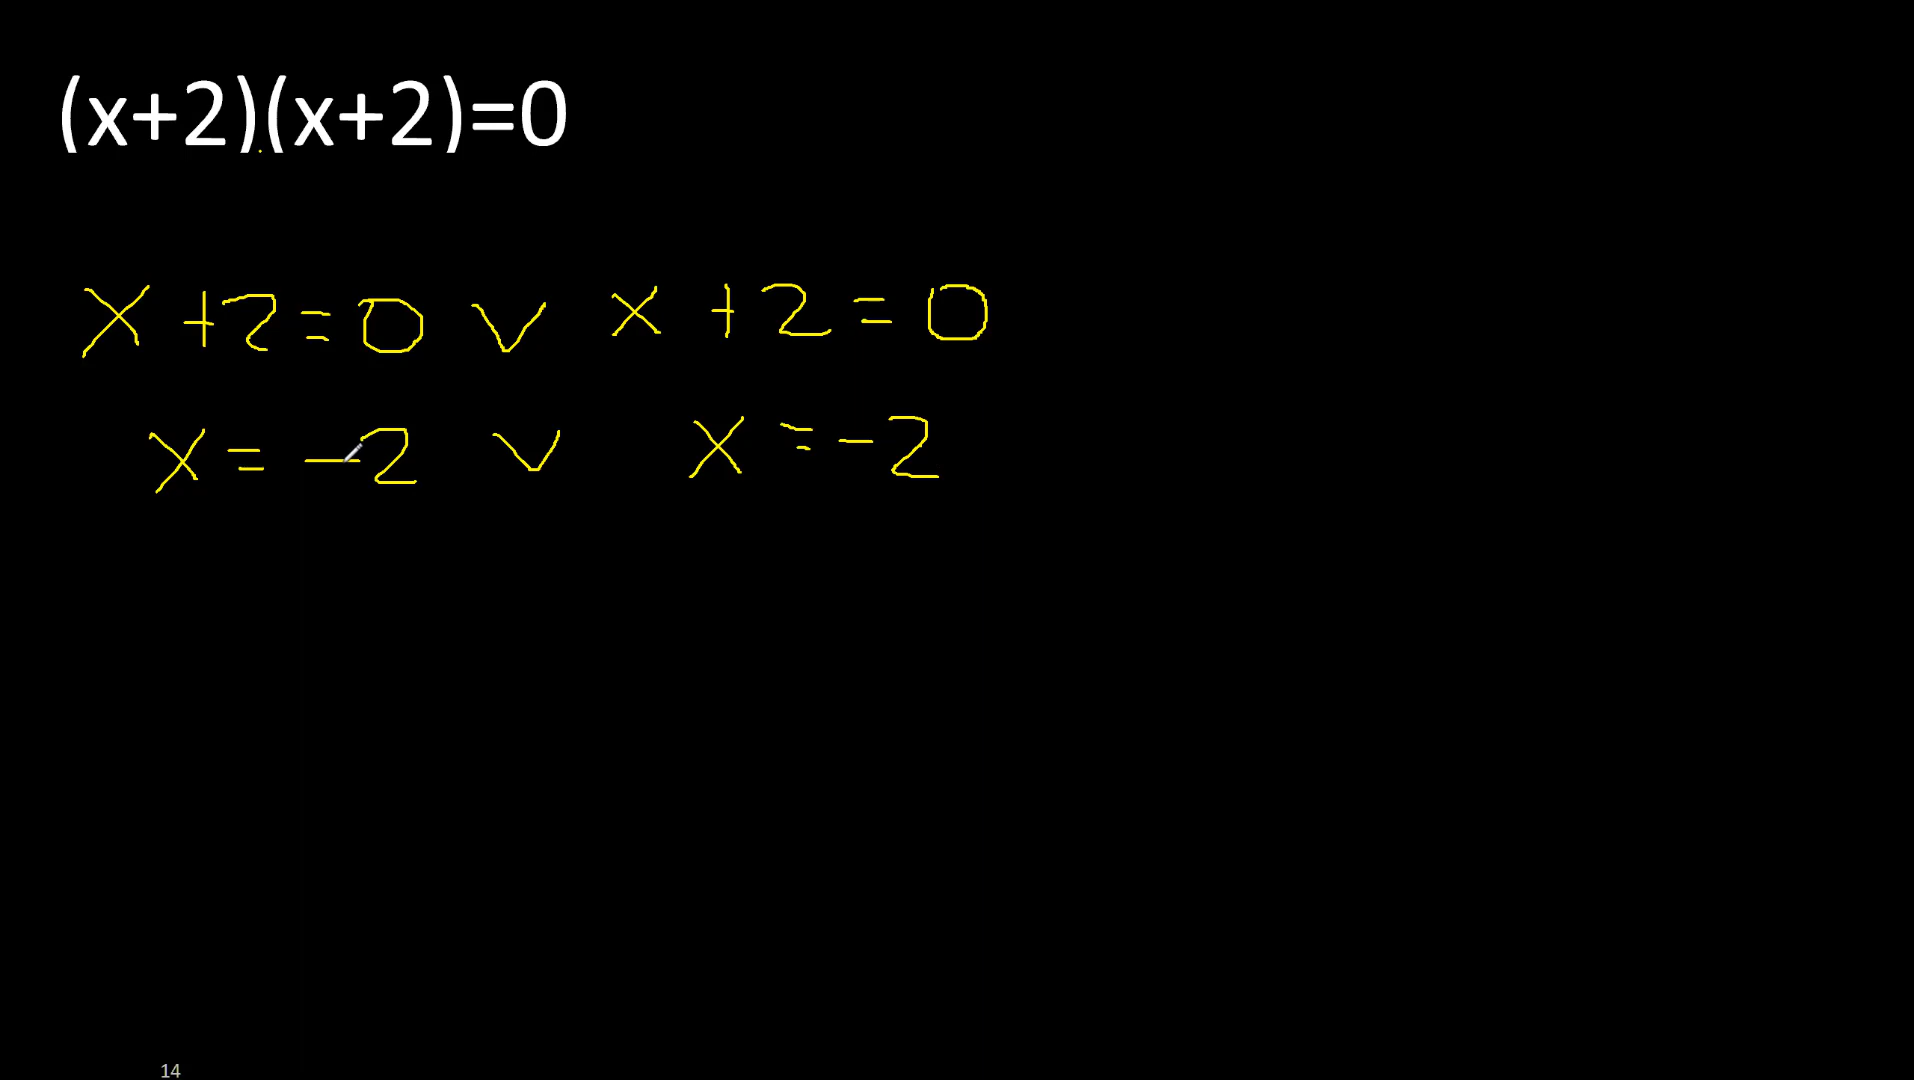 (x+2)(x+2)=0
x+2=0 v x+2=0
x=-2 v x=-2
14